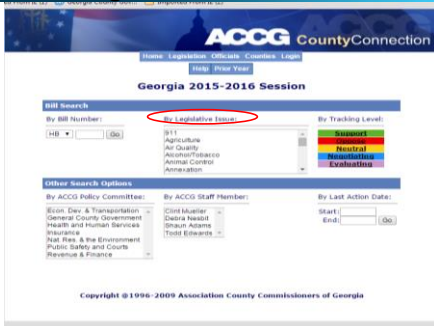 ACCG CountyConnection
Home Legislation Officials Counties Login
Help Prior Year
Georgia 2015-2016 Session
Bill Search
By Bill Number:
By Legislative Issue:
By Tracking Level:
HB
Go
911
Agriculture
Air Quality
Alcohol/Tobacco
Animal Control
Annexation
Support
Neutral
Negotiating
Evaluating
Other Search Options
By ACCG Policy Committee:
By ACCG Staff Member:
By Last Action Date:
Econ. Dev. & Transportation
General County Government
Health and Human Services
Insurance
Nat. Res. & the Environment
Public Safety and Courts
Revenue & Finance
Clint Mueller
Debra Nesbit
Shaun Adams
Todd Edwards
Start:
End:
Go
Copyright @1996-2009 Association County Commissioners of Georgia